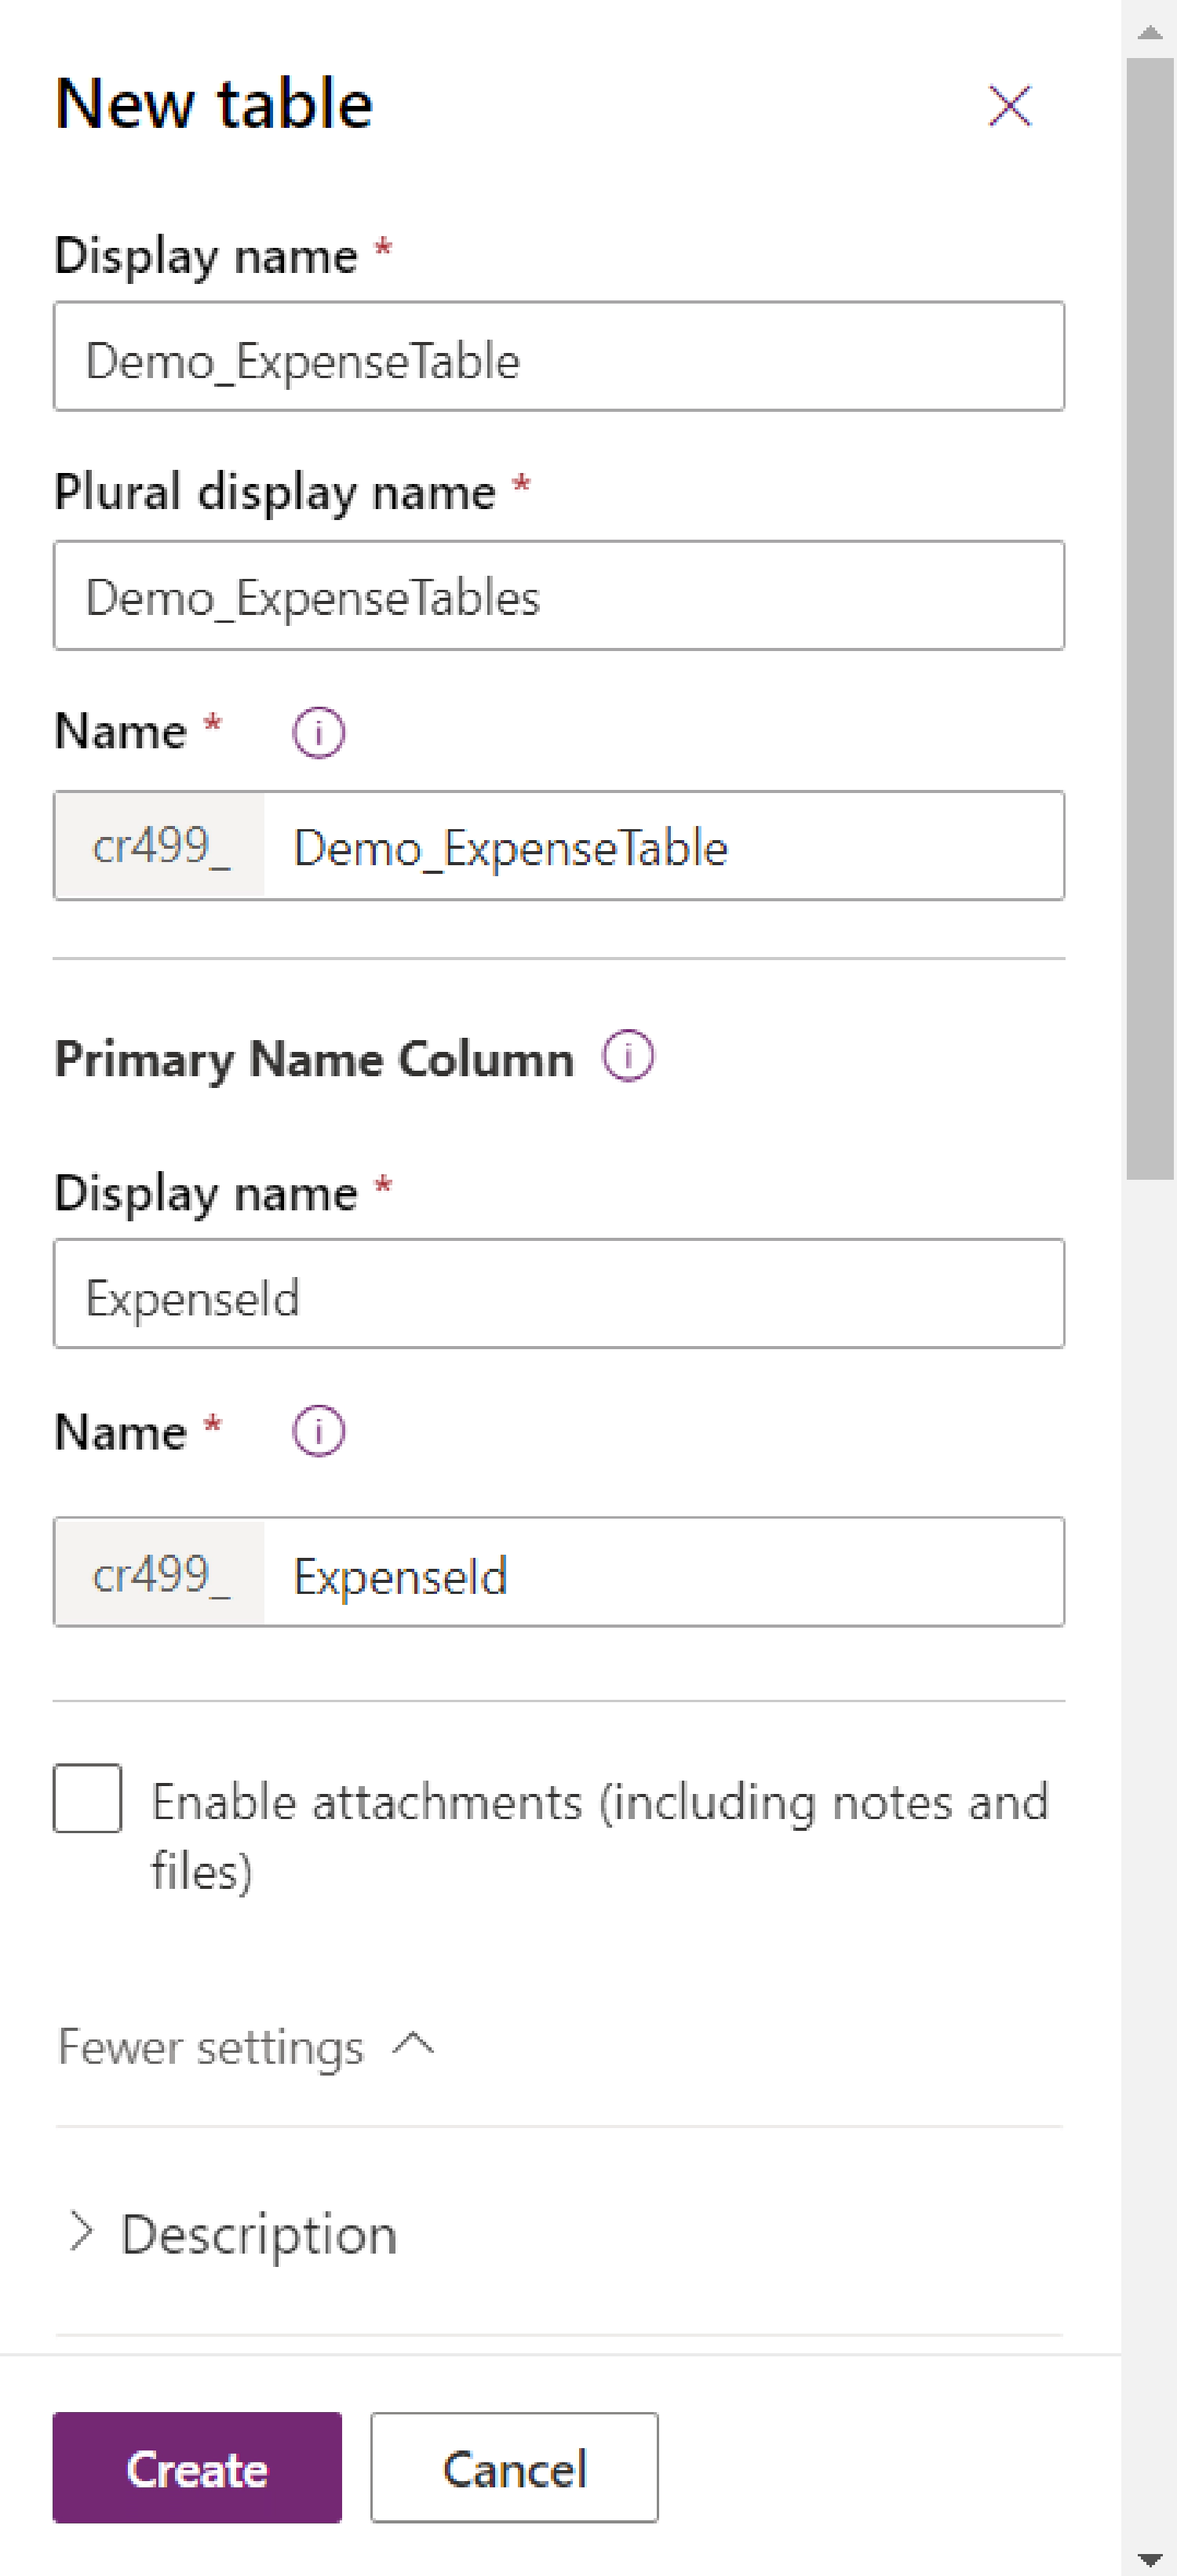 New table
Display name *
Demo_ExpenseTable
Plural display name *
Demo_ExpenseTables
Name *
cr499_ Demo_ExpenseTable
Primary Name Column
Display name *
ExpenseId
Name *
cr499_ ExpenseId
Enable attachments (including notes and
files)
Fewer settings
Description
Create Cancel